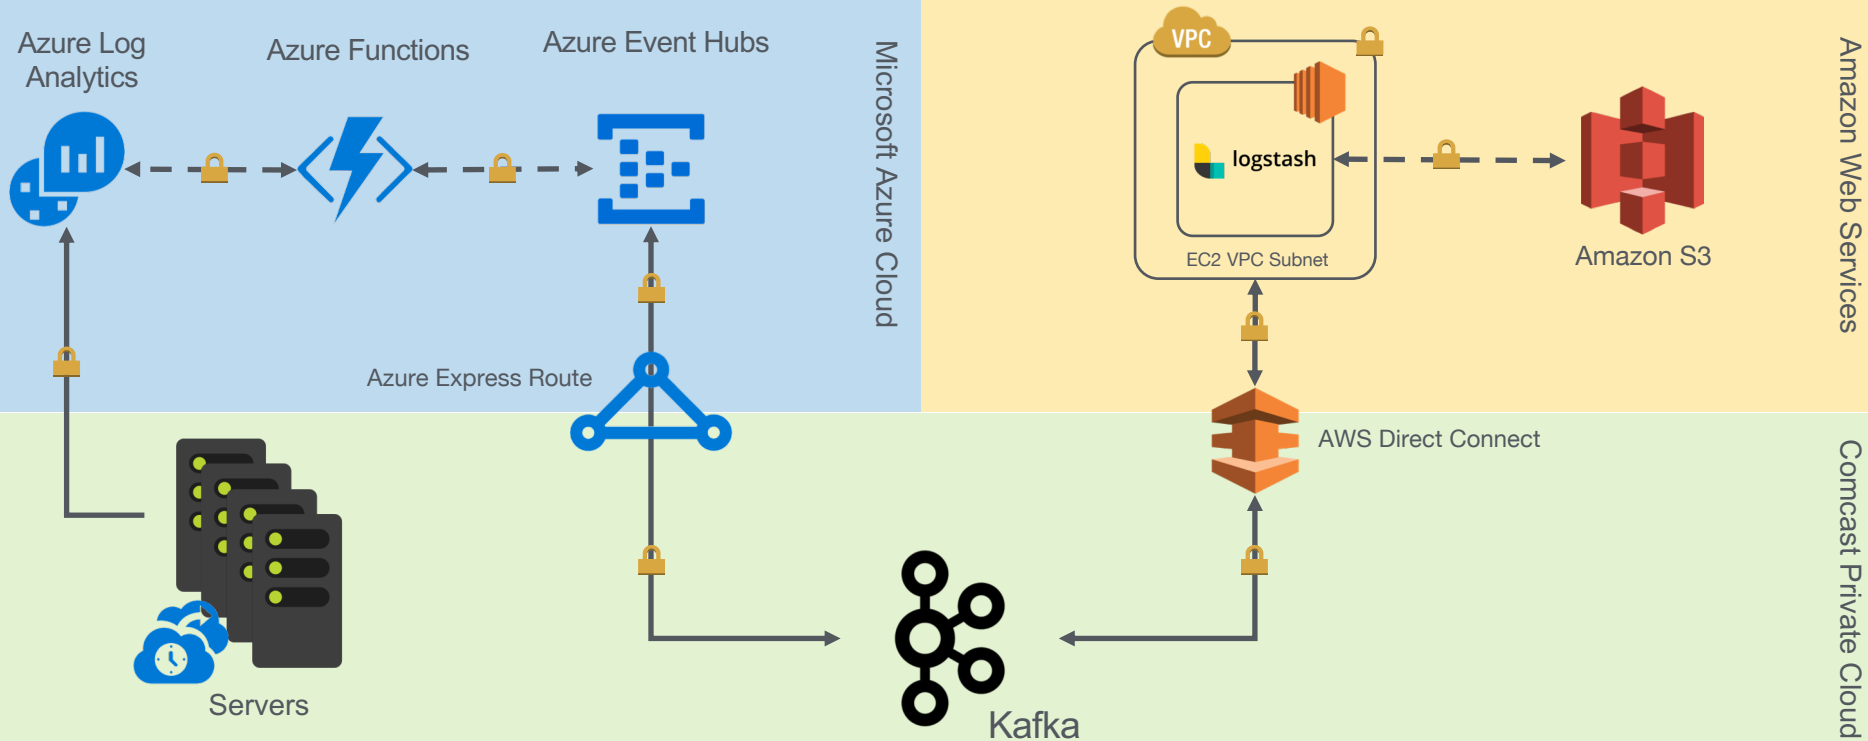 Azure Log
Analytics
Azure Functions
Azure Event Hubs
Microsoft Azure Cloud
VPC
logstash
EC2 VPC Subnet
Amazon S3
Amazon Web Services
Azure Express Route
AWS Direct Connect
Servers
Kafka
Comcast Private Cloud